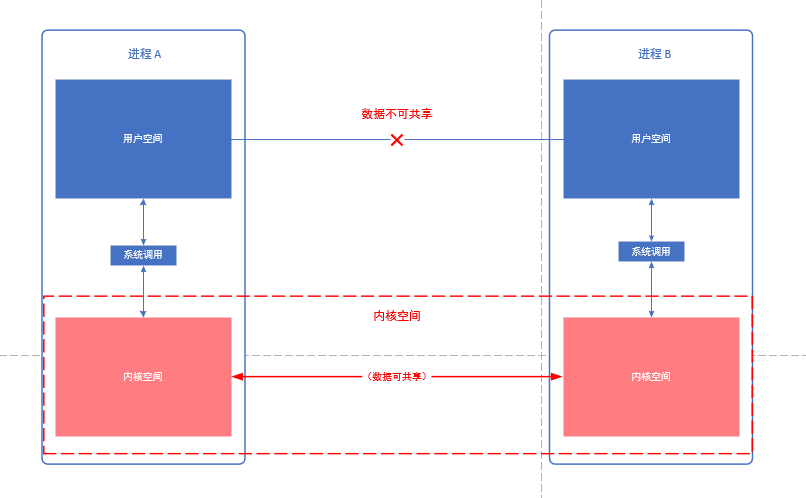 进程 A
进程 B
数据不可共享
用户空间
用户空间
系统调用
系统调用
内核空间
内核空间
（数据可共享）
内核空间